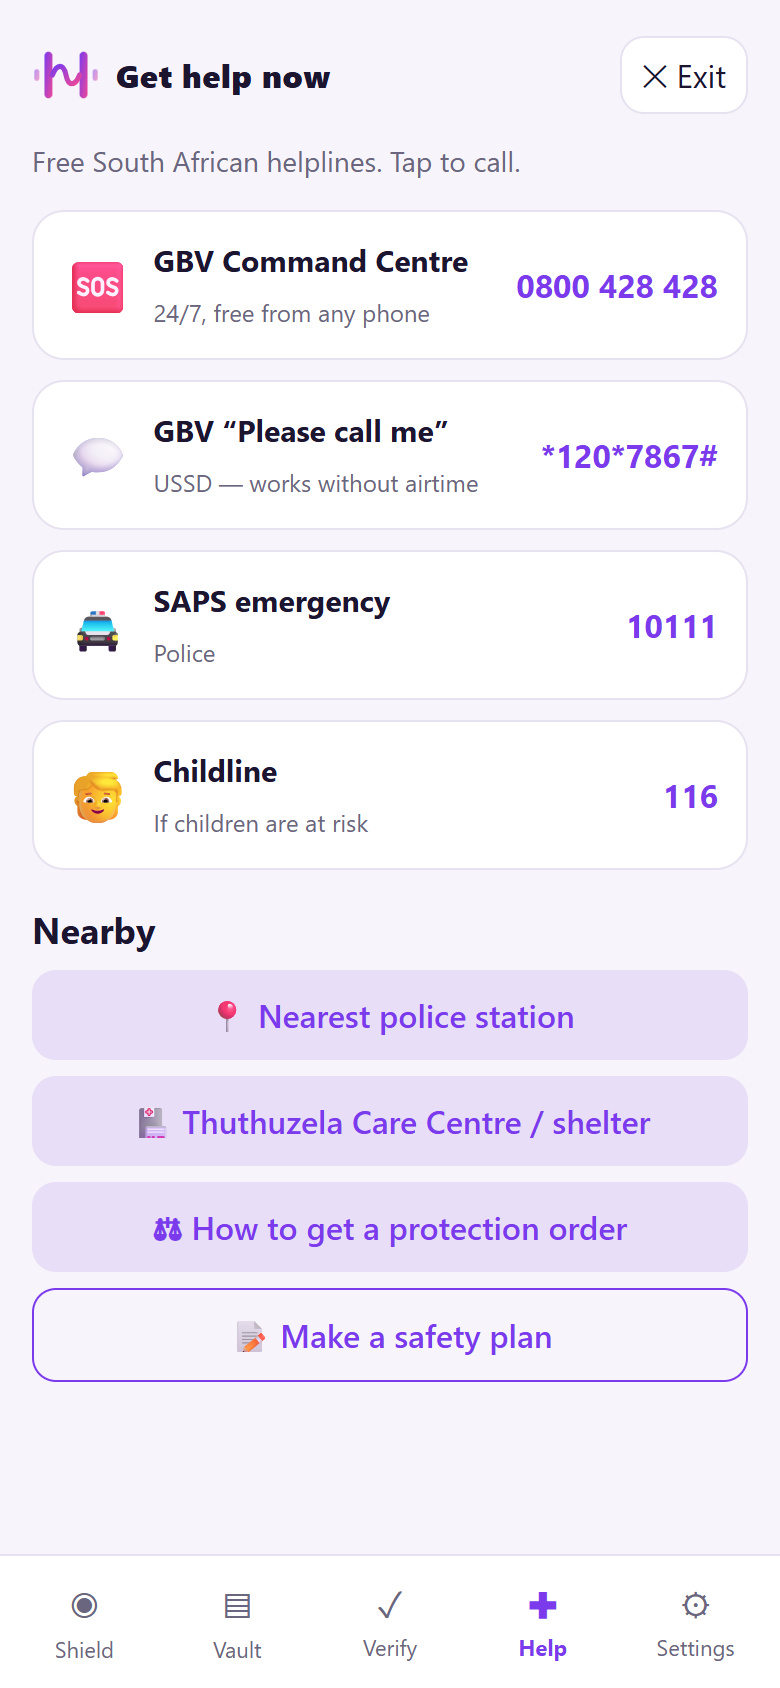 Get help now
Exit
Free South African helplines. Tap to call.
SOS
GBV Command Centre
0800 428 428
24/7, free from any phone
GBV “Please call me”
*120*7867#
USSD — works without airtime
SAPS emergency
10111
Police
Childline
116
If children are at risk
Nearby
Nearest police station
Thuthuzela Care Centre / shelter
How to get a protection order
Make a safety plan
Shield
Vault
Verify
Help
Settings